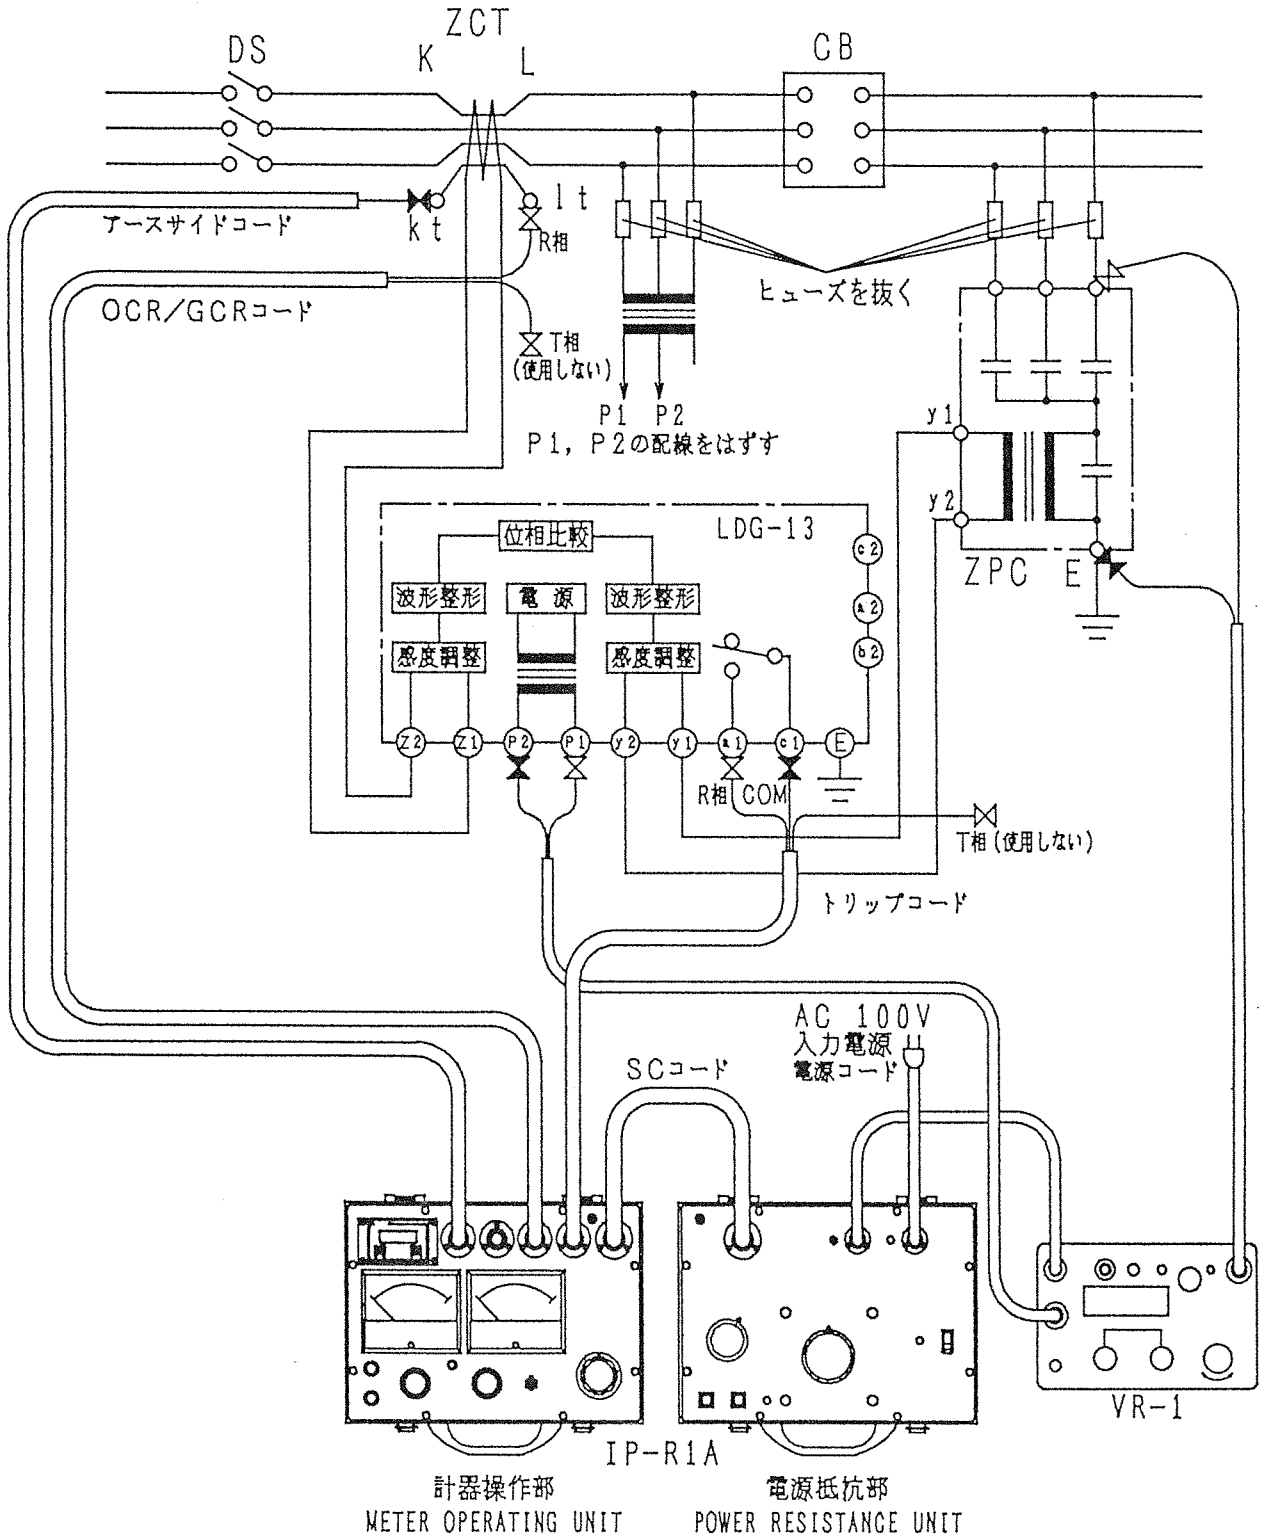 ZCT
DS
K
L
CB
アースサイドコード
kt
lt
R相
OCR/GCRコード
T相
(使用しない)
ヒューズを抜く
P1 P2
P1, P2の配線をはずす
y1
y2
ZPC
E
LDG-13
位相比較
波形整形
電 源
波形整形
感度調整
感度調整
c2
a2
b2
Z2
Z1
P2
P1
y2
y1
a1
c1
E
R相
COM
T相(使用しない)
トリップコード
AC 100V
入力電源
電源コード
SCコード
VR-1
IP-R1A
計器操作部
METER OPERATING UNIT
電源抵抗部
POWER RESISTANCE UNIT